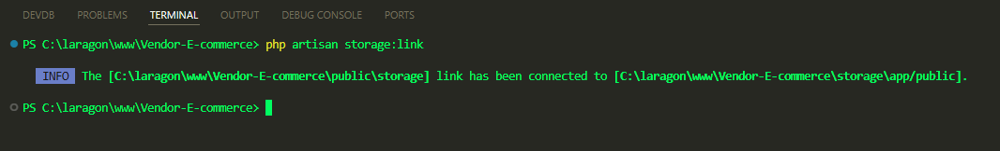 DEVDB PROBLEMS TERMINAL OUTPUT DEBUG CONSOLE PORTS
PS C:\laragon\www\Vendor-E-commerce> php artisan storage:link
INFO The [C:\laragon\www\Vendor-E-commerce\public\storage] link has been connected to [C:\laragon\www\Vendor-E-commerce\storage\app/public].
PS C:\laragon\www\Vendor-E-commerce>